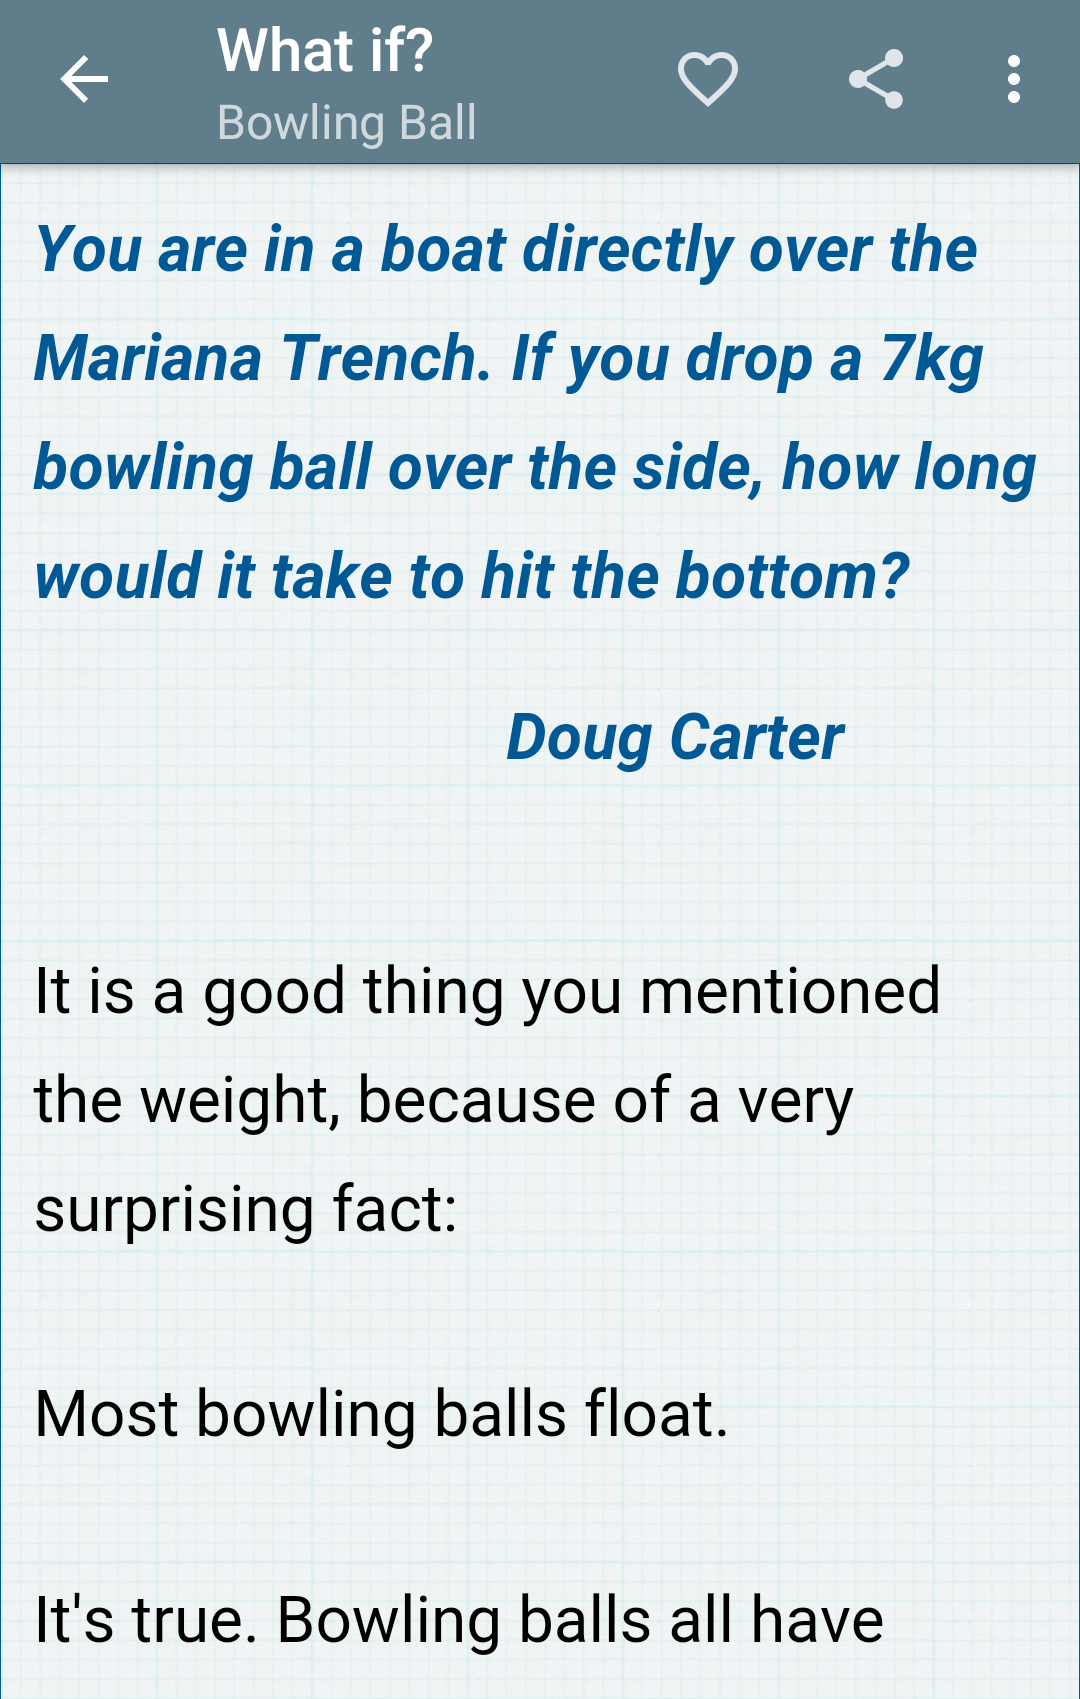 What if?
Bowling Ball
You are in a boat directly over the
Mariana Trench. If you drop a 7kg
bowling ball over the side, how long
would it take to hit the bottom?
Doug Carter
It is a good thing you mentioned
the weight, because of a very
surprising fact:
Most bowling balls float.
It's true. Bowling balls all have